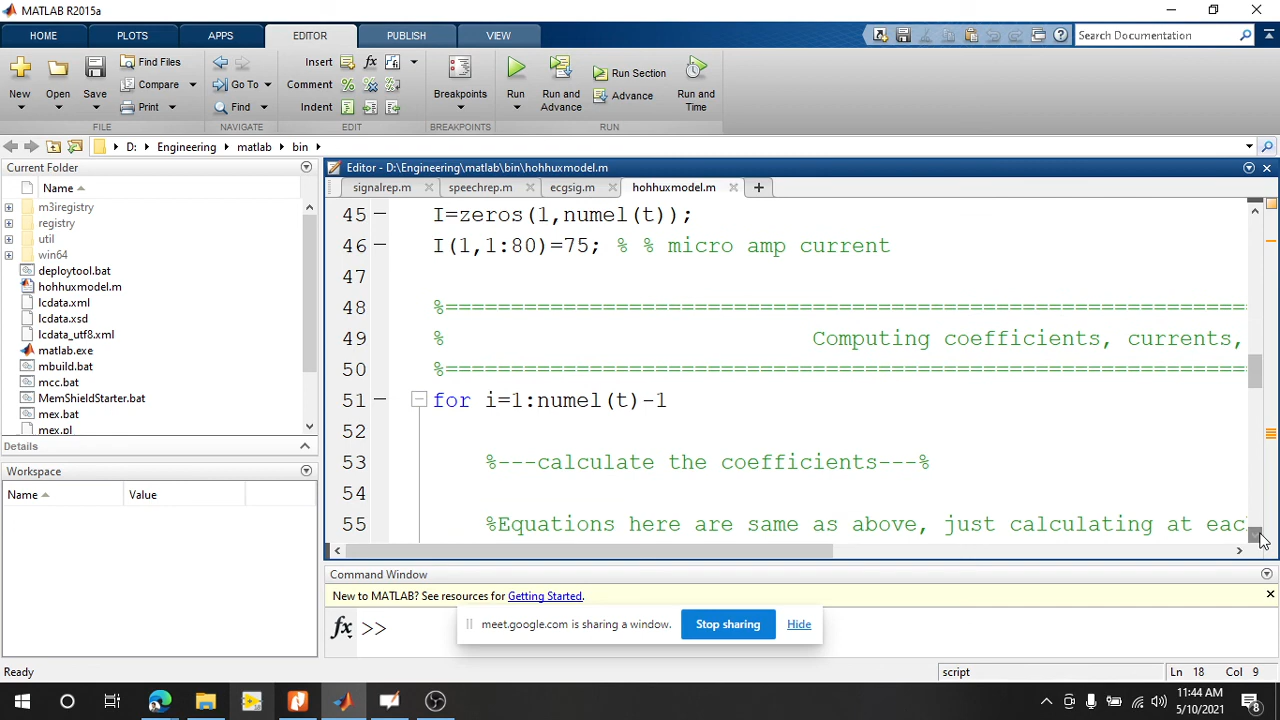 MATLAB R2015a
HOME PLOTS APPS EDITOR PUBLISH VIEW
Search Documentation
New Open Save Find Files Compare Print
Go To Find
Insert Comment Indent fx
Breakpoints
Run Run and Advance Run Section Advance Run and Time
FILE NAVIGATE EDIT BREAKPOINTS RUN
D: Engineering matlab bin
Current Folder
Name
m3iregistry
registry
util
win64
deploytool.bat
hohhuxmodel.m
lcdata.xml
lcdata.xsd
lcdata_utf8.xml
matlab.exe
mbuild.bat
mcc.bat
MemShieldStarter.bat
mex.bat
mex.pl
Details
Workspace
Name Value
Editor - D:\Engineering\matlab\bin\hohhuxmodel.m
signalrep.m speechrep.m ecgsig.m hohhuxmodel.m
45 I=zeros(1,numel(t));
46 I(1,1:80)=75; % % micro amp current
47
48 %==============================================================
49 % Computing coefficients, currents,
50 %==============================================================
51 for i=1:numel(t)-1
52
53 %---calculate the coefficients---%
54
55 %Equations here are same as above, just calculating at eac
Command Window
New to MATLAB? See resources for Getting Started.
fx >>
meet.google.com is sharing a window. Stop sharing Hide
Ready script Ln 18 Col 9
11:44 AM
5/10/2021
8